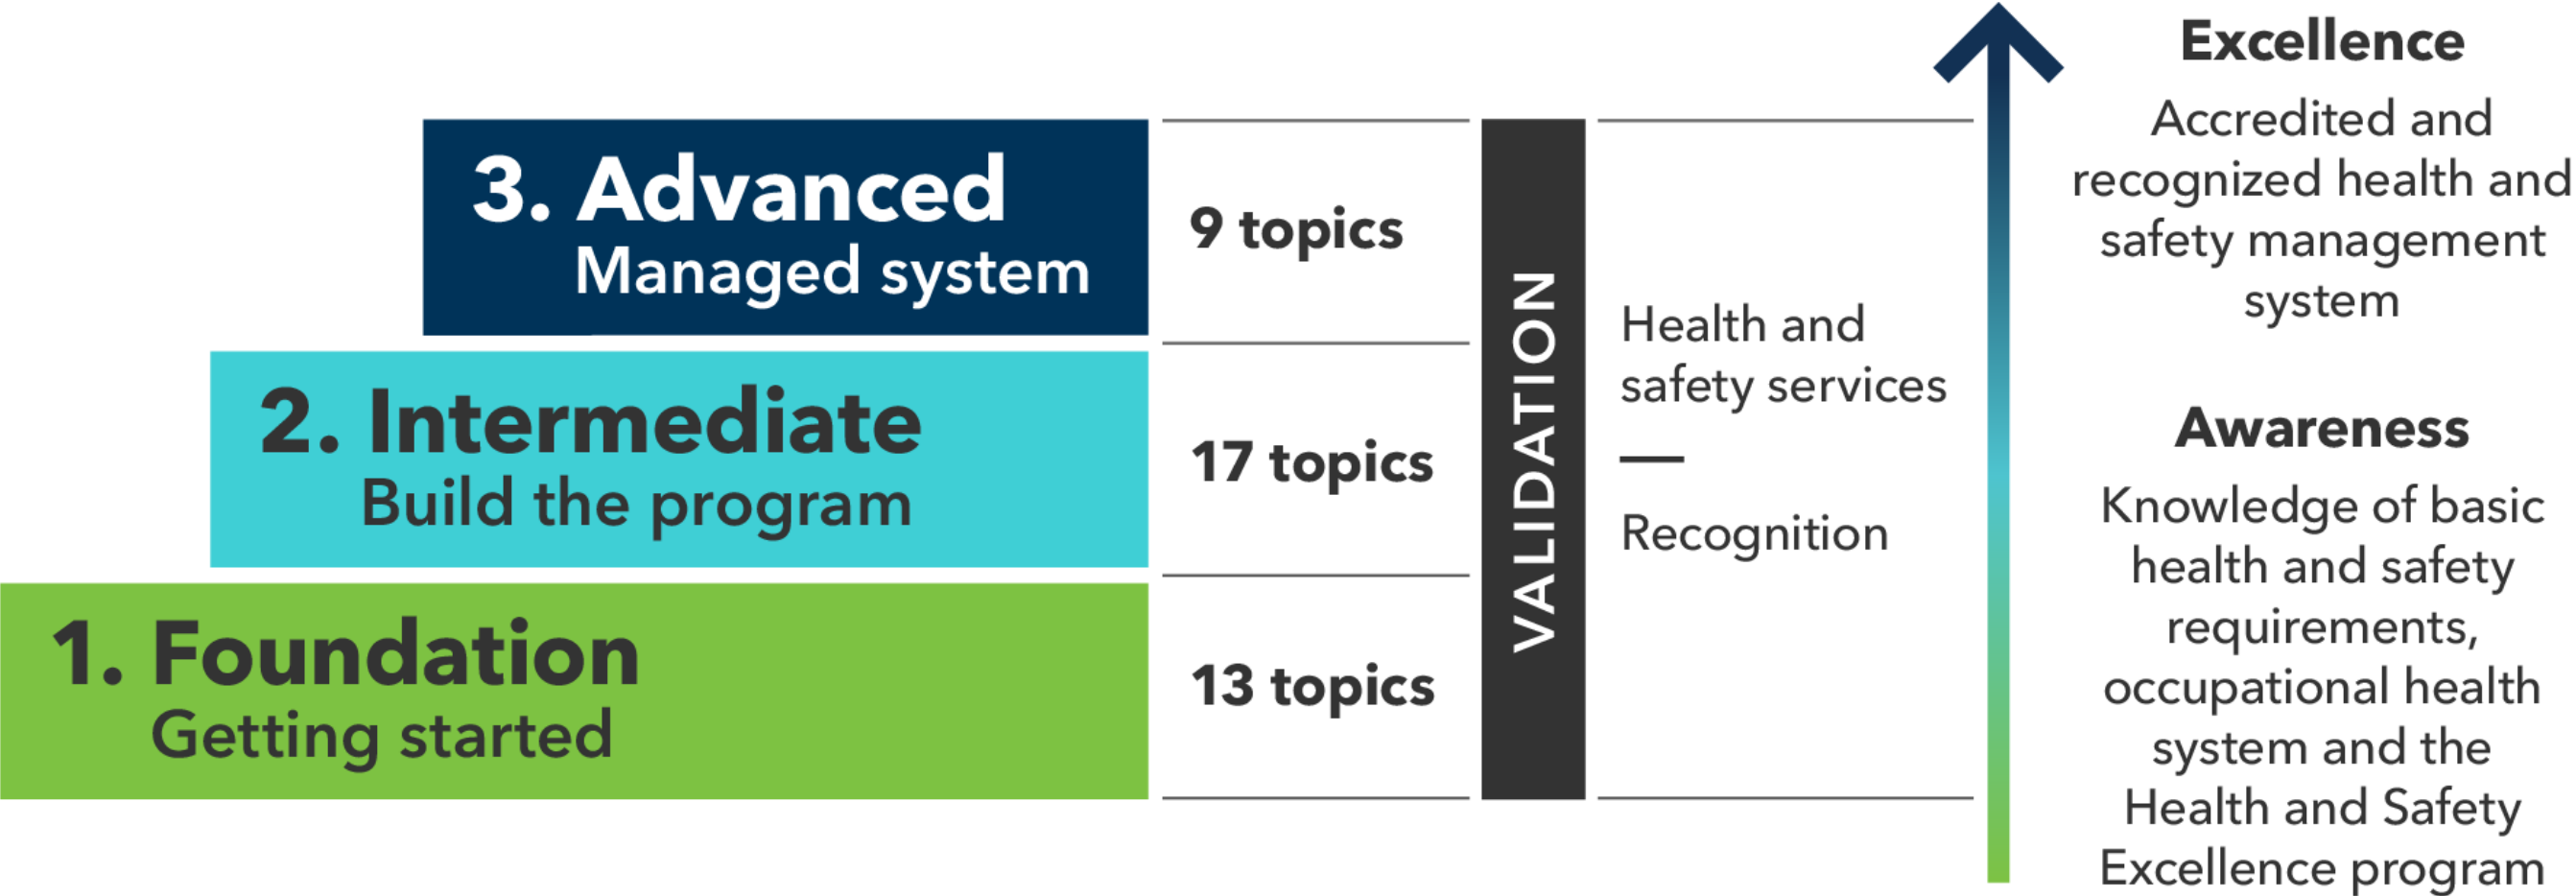 3. Advanced
Managed system
9 topics
2. Intermediate
Build the program
17 topics
1. Foundation
Getting started
13 topics
VALIDATION
Health and
safety services
—
Recognition
Excellence
Accredited and
recognized health and
safety management
system
Awareness
Knowledge of basic
health and safety
requirements,
occupational health
system and the
Health and Safety
Excellence program